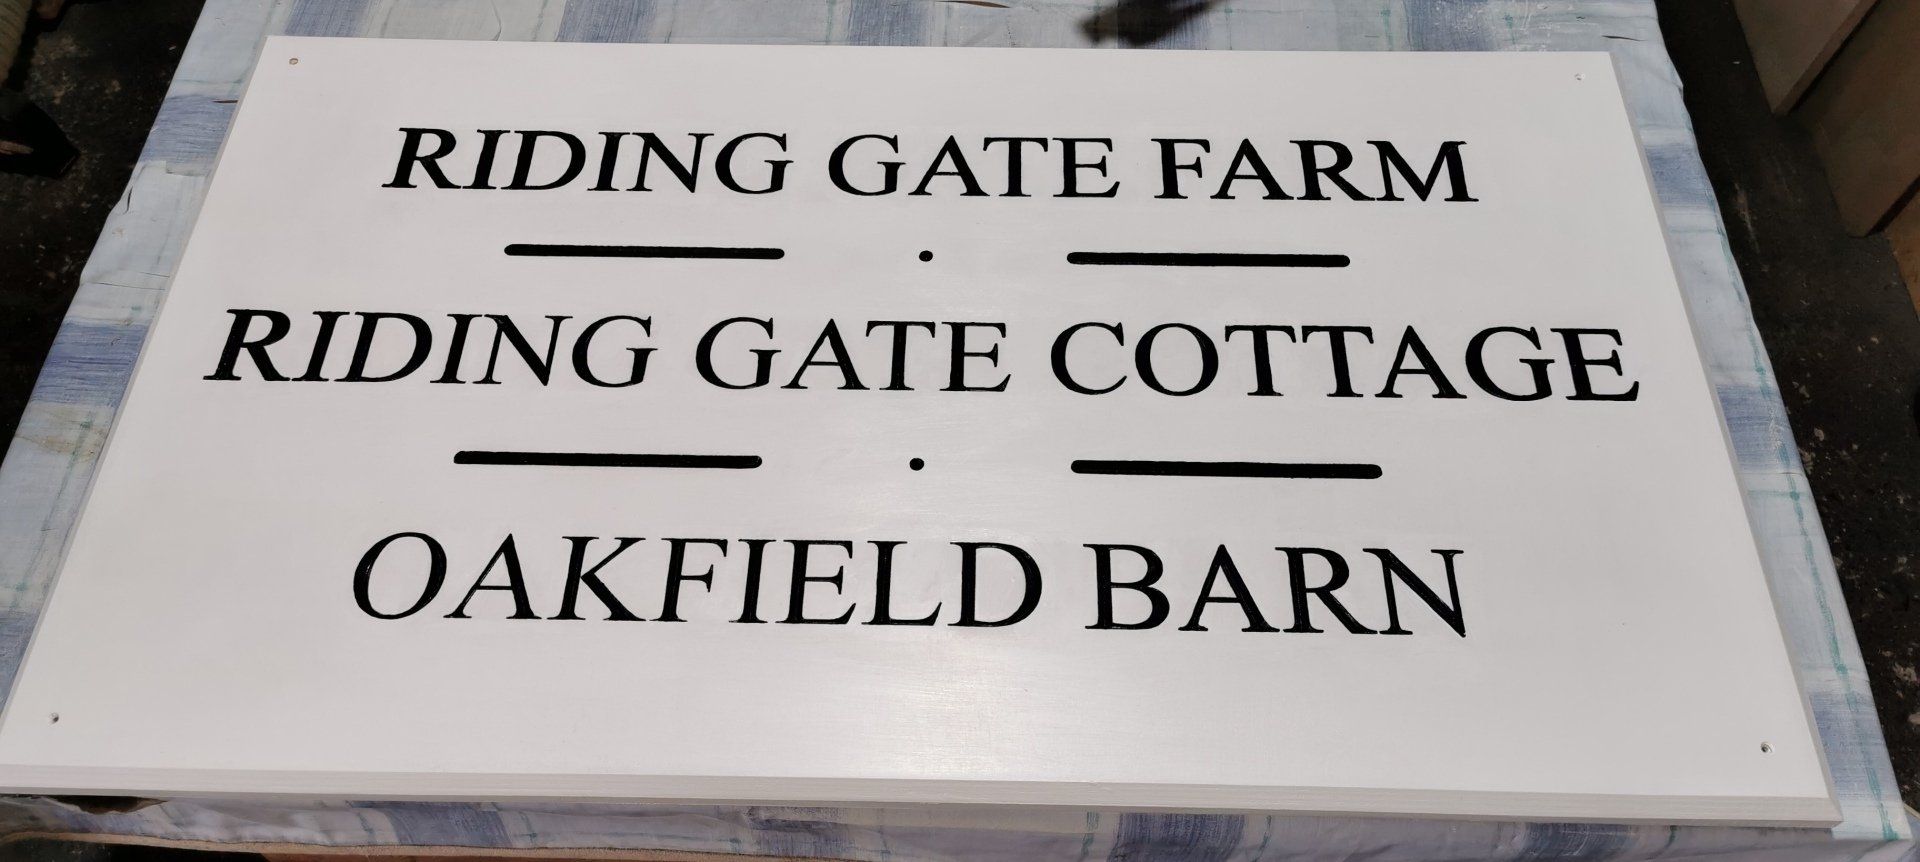 RIDING GATE FARM
RIDING GATE COTTAGE
OAKFIELD BARN